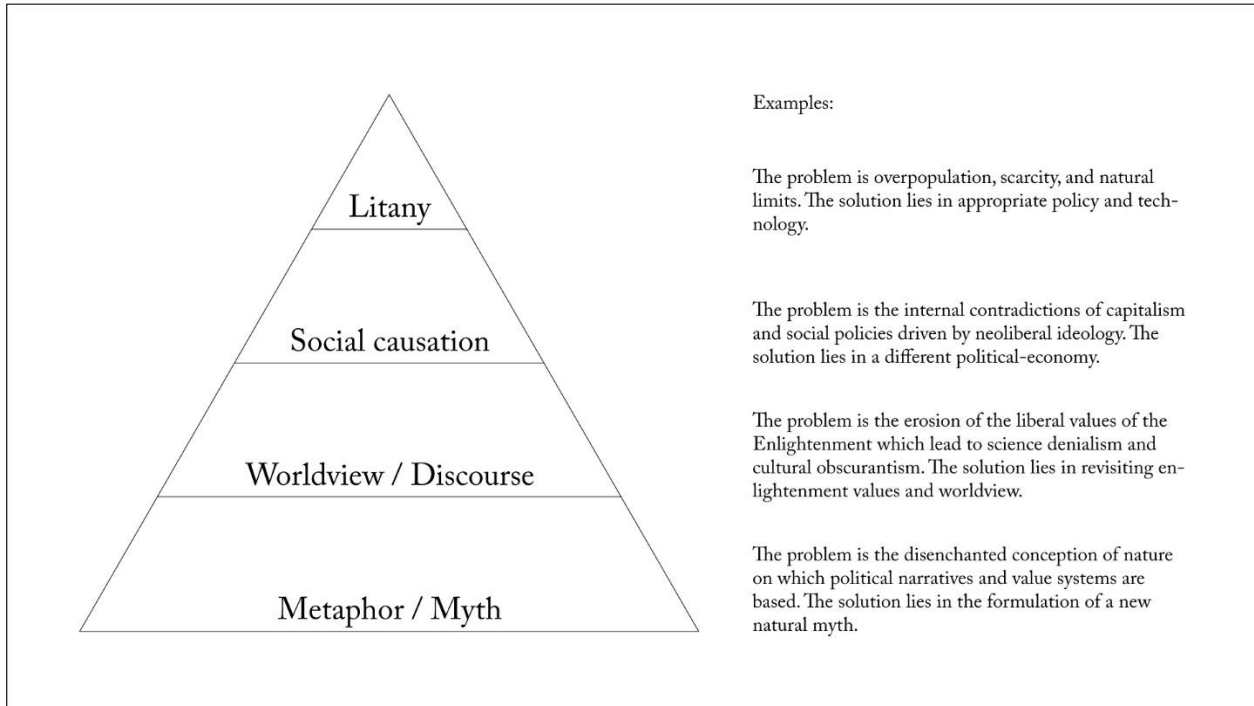 Examples:
Litany
The problem is overpopulation, scarcity, and natural
limits. The solution lies in appropriate policy and tech-
nology.
Social causation
The problem is the internal contradictions of capitalism
and social policies driven by neoliberal ideology. The
solution lies in a different political-economy.
Worldview / Discourse
The problem is the erosion of the liberal values of the
Enlightenment which lead to science denialism and
cultural obscurantism. The solution lies in revisiting en-
lightenment values and worldview.
Metaphor / Myth
The problem is the disenchanted conception of nature
on which political narratives and value systems are
based. The solution lies in the formulation of a new
natural myth.